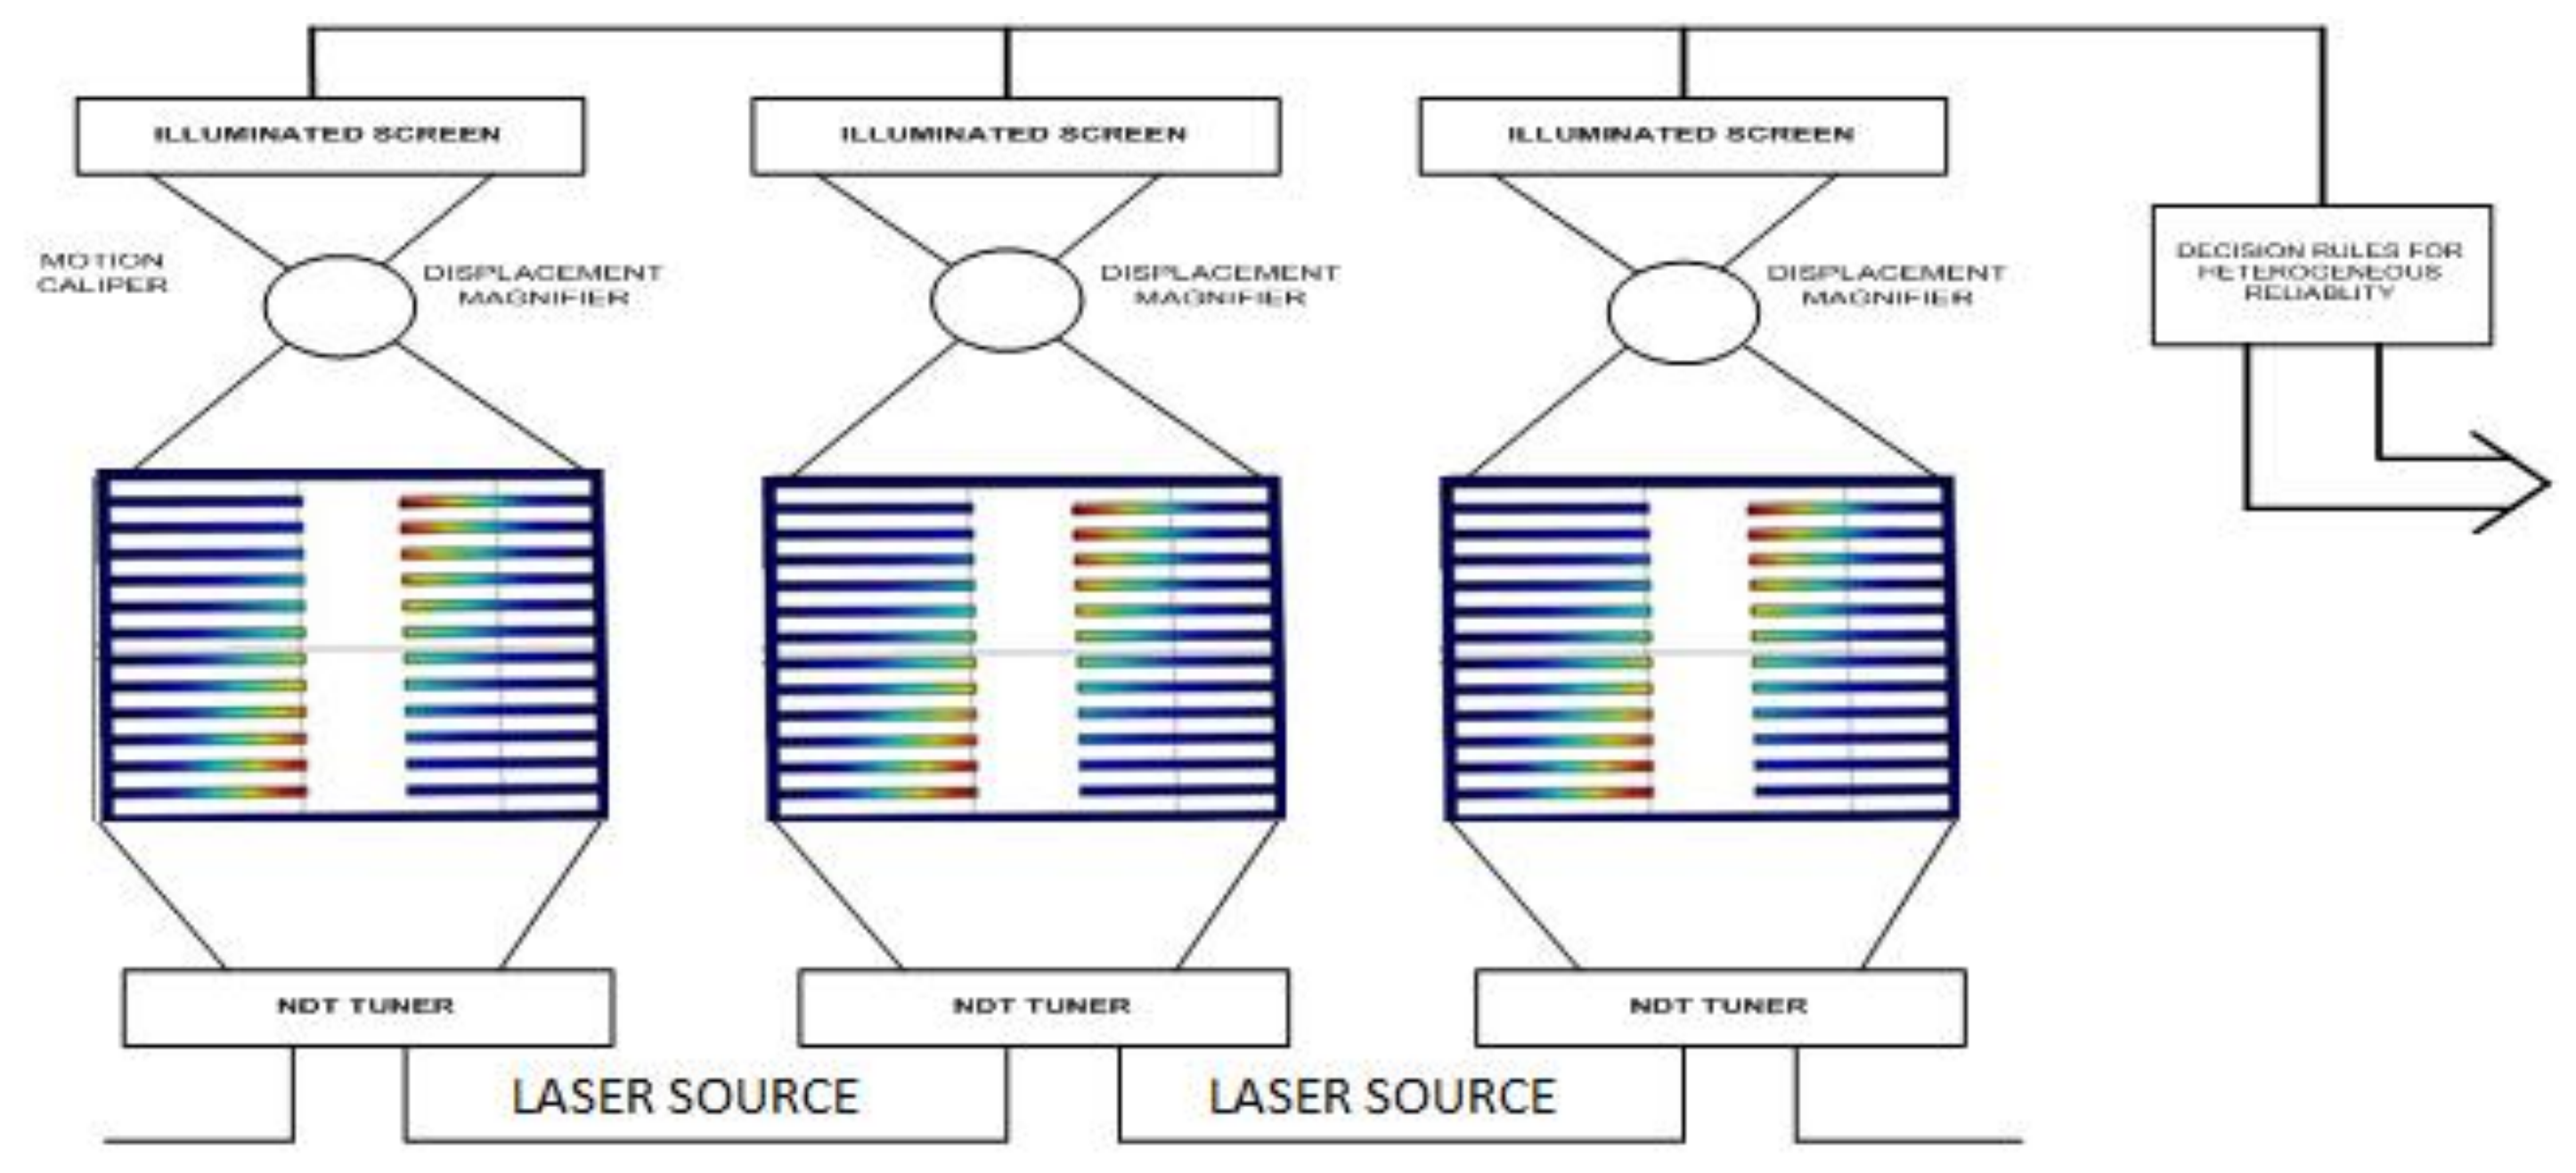 ILLUMINATED SCREEN
ILLUMINATED SCREEN
ILLUMINATED SCREEN
MOTION
CALIPER
DISPLACEMENT
MAGNIFIER
DISPLACEMENT
MAGNIFIER
DISPLACEMENT
MAGNIFIER
DECISION RULES FOR
HETEROGENEOUS
RELIABLITY
NDT TUNER
NDT TUNER
NDT TUNER
LASER SOURCE
LASER SOURCE